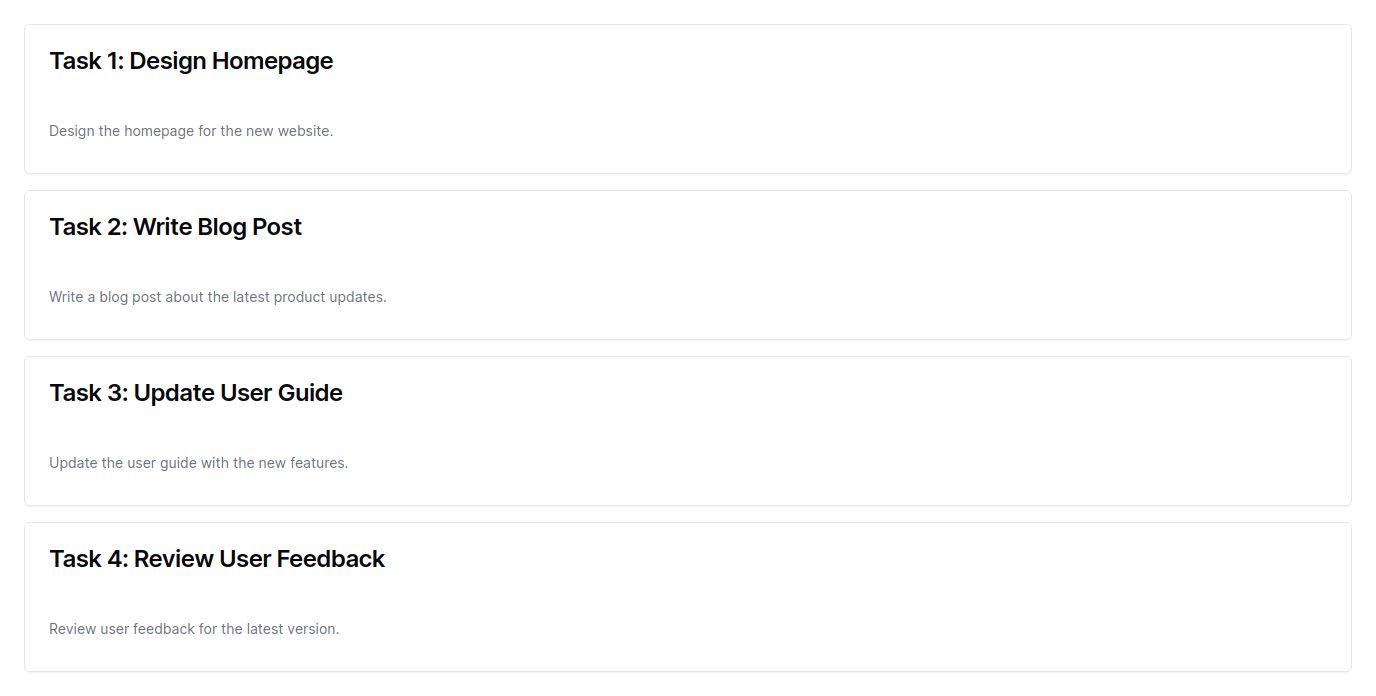 Task 1: Design Homepage
Design the homepage for the new website.
Task 2: Write Blog Post
Write a blog post about the latest product updates.
Task 3: Update User Guide
Update the user guide with the new features.
Task 4: Review User Feedback
Review user feedback for the latest version.